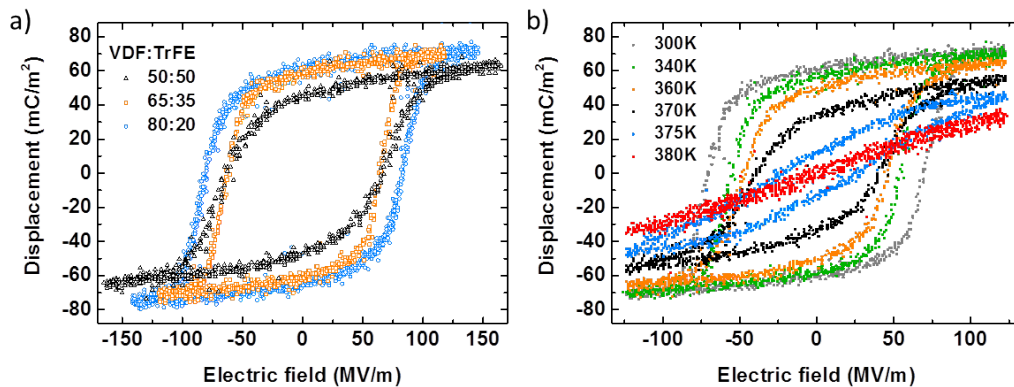 a)
VDF:TrFE
50:50
65:35
80:20
80
60
40
20
0
-20
-40
-60
-80
Displacement (mC/m²)
-150 -100 -50 0 50 100 150
Electric field (MV/m)
b)
300K
340K
360K
370K
375K
380K
80
60
40
20
0
-20
-40
-60
-80
Displacement (mC/m²)
-100 -50 0 50 100
Electric field (MV/m)